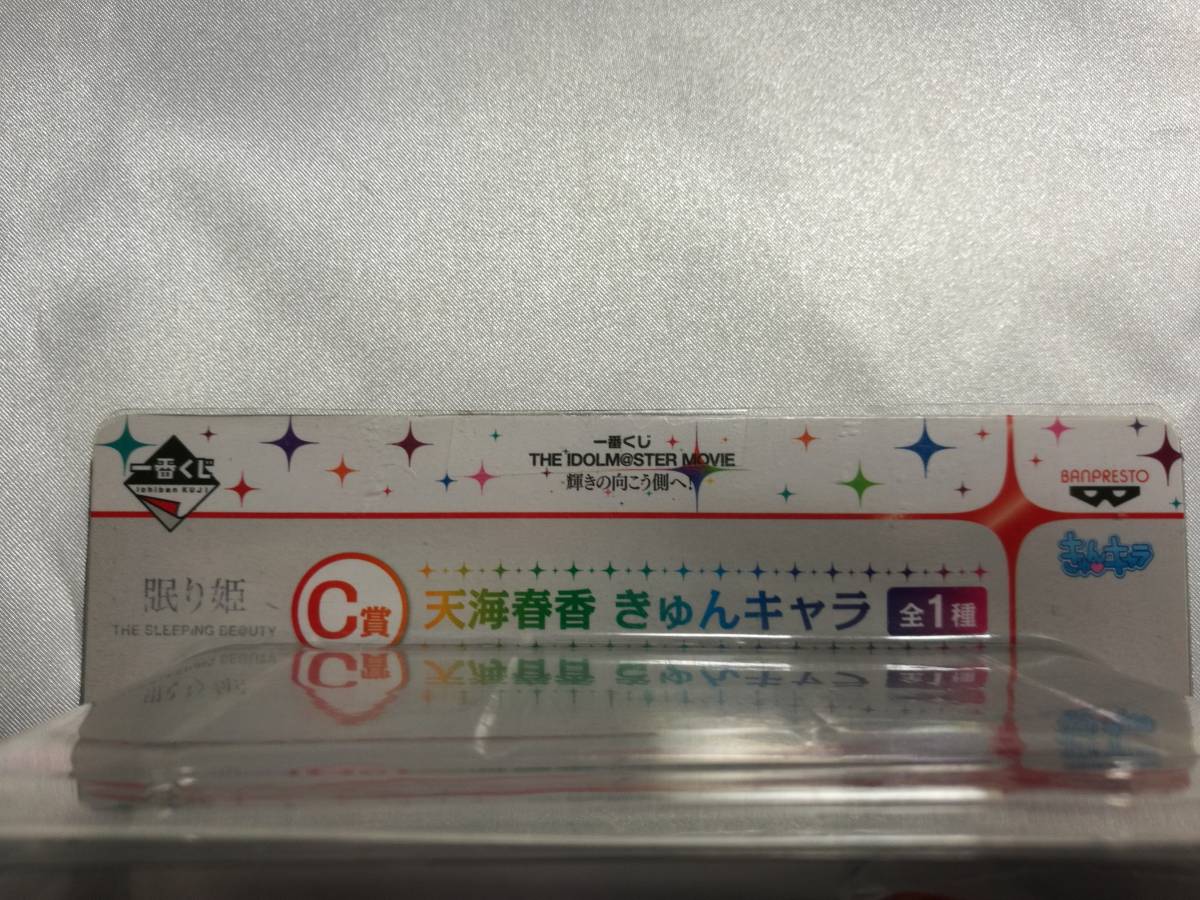 一番くじ
Ichiban KUJI
一番くじ
THE IDOLM@STER MOVIE
輝きの向こう側へ!
BANPRESTO
きゅんキャラ
眠り姫
THE SLEEPING BEAUTY
C賞
天海春香 きゅんキャラ
全1種